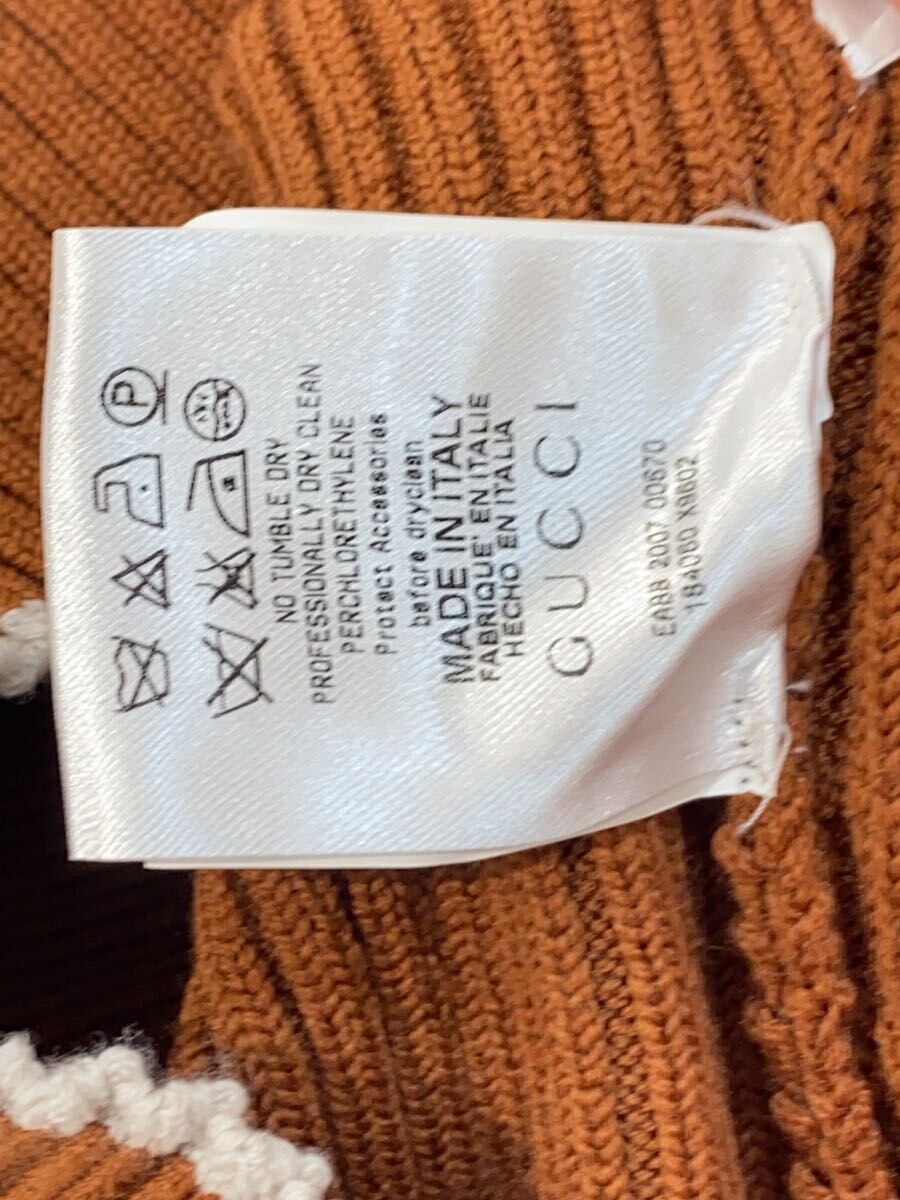 P
NO TUMBLE DRY
PROFESSIONALLY DRY CLEAN
PERCHLORETHYLENE
Protect Accessories
before dryclean
MADE IN ITALY
FABRIQUE' EN ITALIE
HECHO EN ITALIA
GUCCI
EABB 2007 00670
184060 X9602